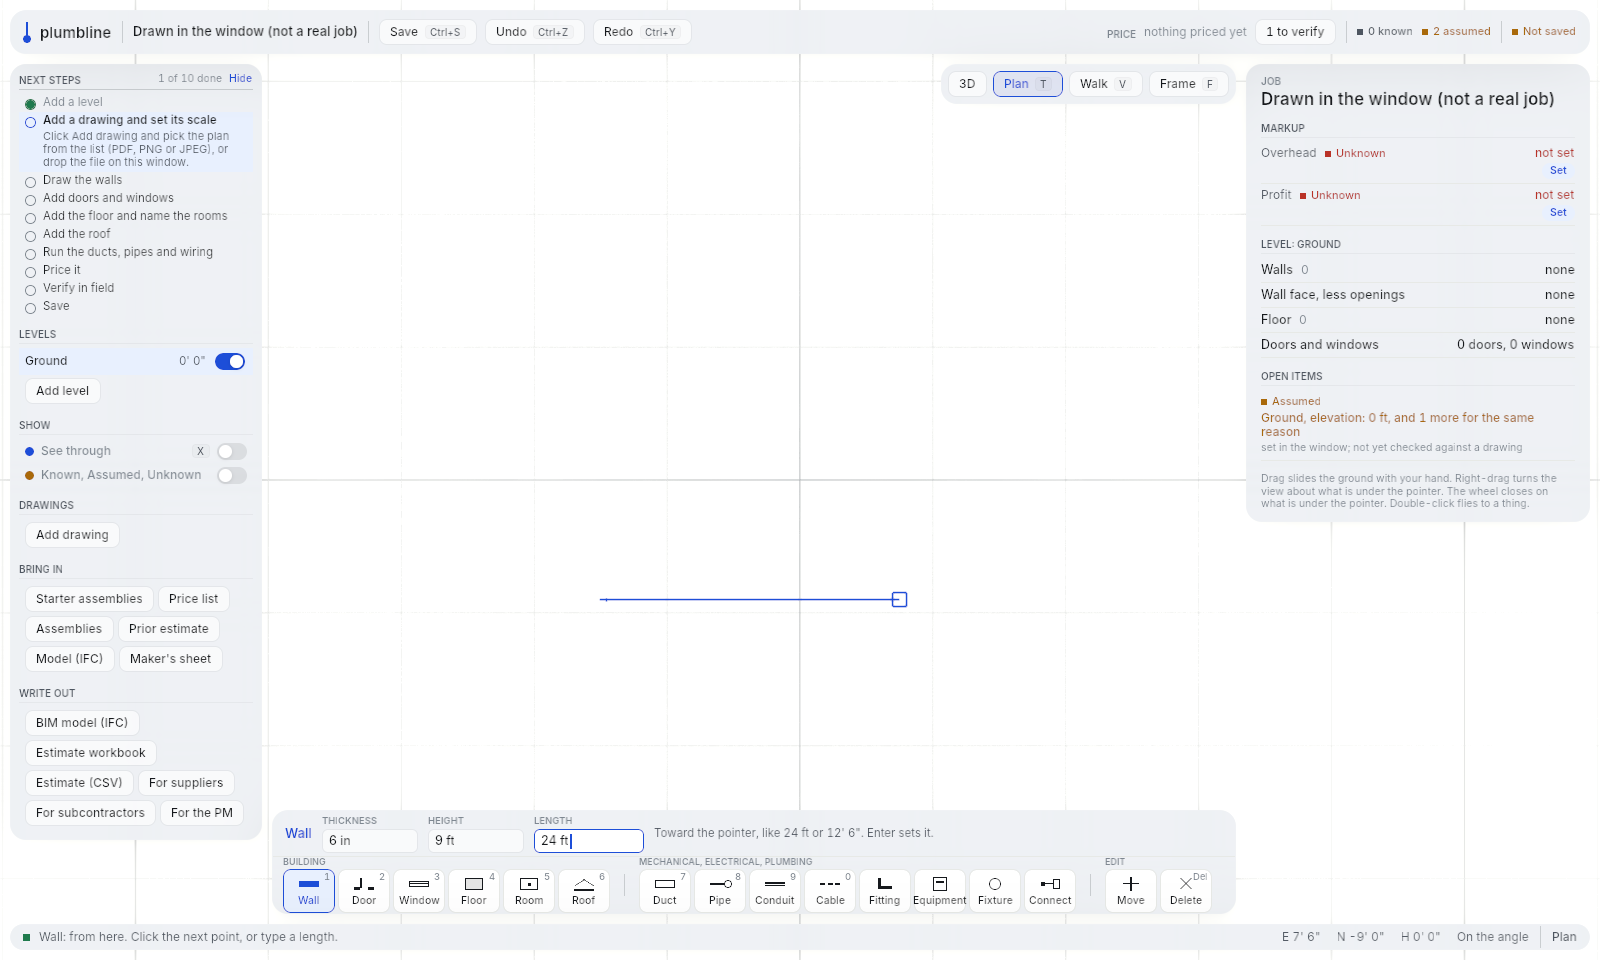 plumbline
Drawn in the window (not a real job)
Save Ctrl+S
Undo Ctrl+Z
Redo Ctrl+Y
PRICE nothing priced yet
1 to verify
0 known
2 assumed
Not saved
NEXT STEPS 1 of 10 done Hide
Add a level
Add a drawing and set its scale
Click Add drawing and pick the plan
from the list (PDF, PNG or JPEG), or
drop the file on this window.
Draw the walls
Add doors and windows
Add the floor and name the rooms
Add the roof
Run the ducts, pipes and wiring
Price it
Verify in field
Save
LEVELS
Ground 0' 0"
Add level
SHOW
See through X
Known, Assumed, Unknown
DRAWINGS
Add drawing
BRING IN
Starter assemblies Price list
Assemblies Prior estimate
Model (IFC) Maker's sheet
WRITE OUT
BIM model (IFC)
Estimate workbook
Estimate (CSV) For suppliers
For subcontractors For the PM
3D
Plan T
Walk V
Frame F
JOB
Drawn in the window (not a real job)
MARKUP
Overhead Unknown not set
Set
Profit Unknown not set
Set
LEVEL: GROUND
Walls 0 none
Wall face, less openings none
Floor 0 none
Doors and windows 0 doors, 0 windows
OPEN ITEMS
Assumed
Ground, elevation: 0 ft, and 1 more for the same
reason
set in the window; not yet checked against a drawing
Drag slides the ground with your hand. Right-drag turns the
view about what is under the pointer. The wheel closes on
what is under the pointer. Double-click flies to a thing.
Wall
THICKNESS
6 in
HEIGHT
9 ft
LENGTH
24 ft
Toward the pointer, like 24 ft or 12' 6". Enter sets it.
BUILDING
1 Wall
2 Door
3 Window
4 Floor
5 Room
6 Roof
MECHANICAL, ELECTRICAL, PLUMBING
7 Duct
8 Pipe
9 Conduit
0 Cable
Fitting
Equipment
Fixture
Connect
EDIT
Move
Del Delete
Wall: from here. Click the next point, or type a length.
E 7' 6" N -9' 0" H 0' 0" On the angle Plan